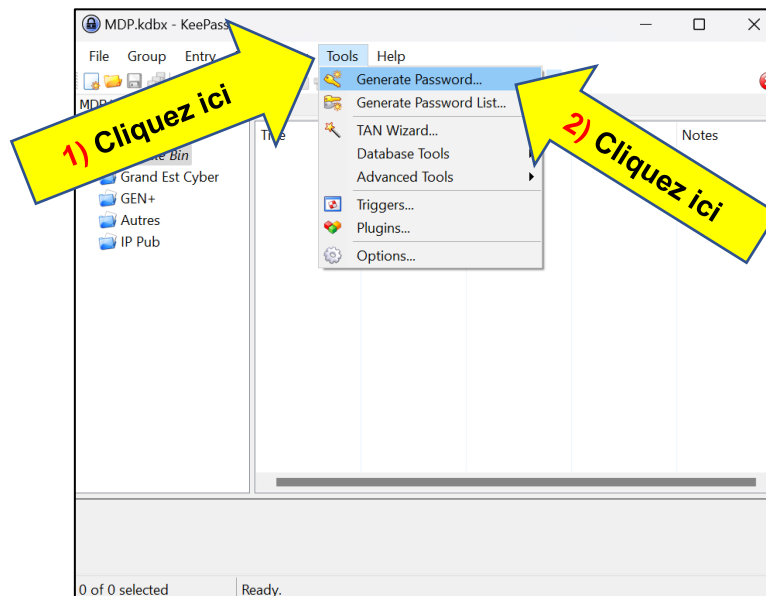 MDP.kdbx - KeePass
File Group Entry Tools Help
1) Cliquez ici
Generate Password...
Generate Password List...
TAN Wizard...
Database Tools
Advanced Tools
Triggers...
Plugins...
Options...
2) Cliquez ici
Notes
Bin
Grand Est Cyber
GEN+
Autres
IP Pub
0 of 0 selected
Ready.